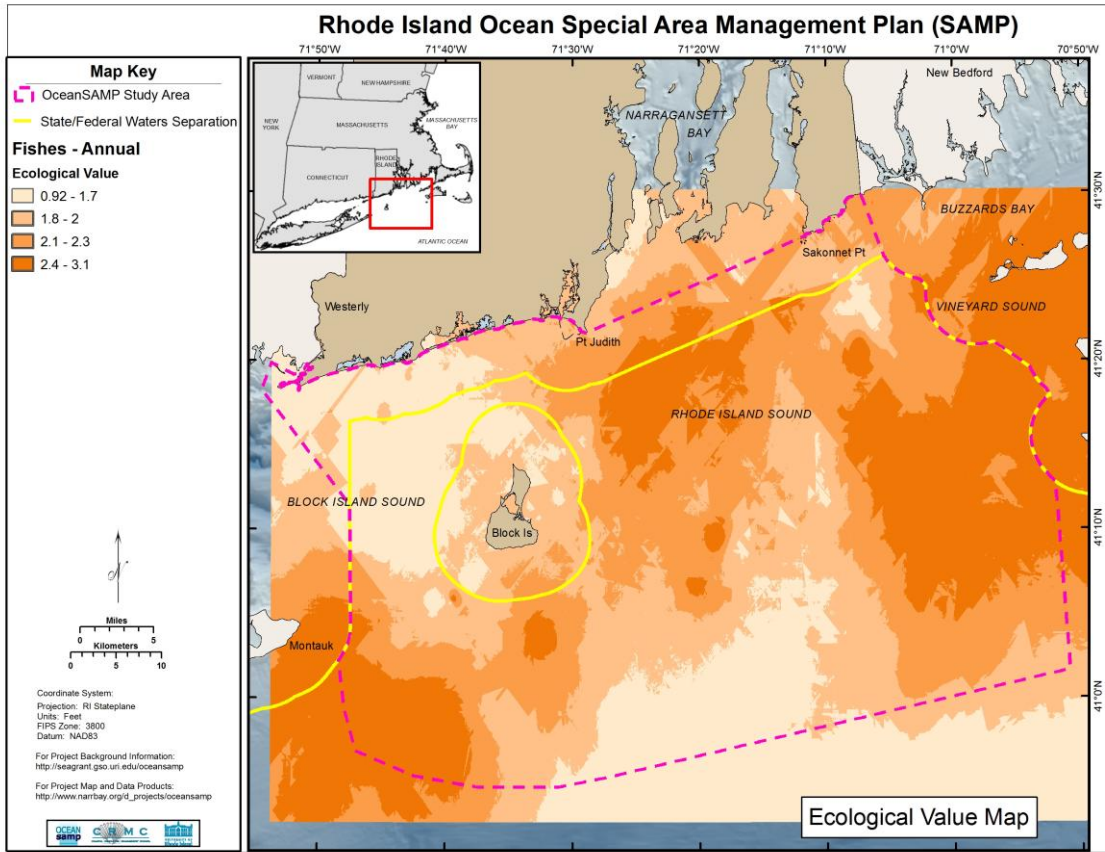 Rhode Island Ocean Special Area Management Plan (SAMP)
71°50'W
71°40'W
71°30'W
71°20'W
71°10'W
71°0'W
70°50'W
Map Key
OceanSAMP Study Area
State/Federal Waters Separation
Fishes - Annual
Ecological Value
0.92 - 1.7
1.8 - 2
2.1 - 2.3
2.4 - 3.1
VERMONT
NEW HAMPSHIRE
NEW YORK
MASSACHUSETTS
MASSACHUSETTS
BAY
RHODE
ISLAND
CONNECTICUT
ATLANTIC OCEAN
New Bedford
NARRAGANSETT
BAY
BUZZARDS BAY
Sakonnet Pt
Westerly
VINEYARD SOUND
Pt Judith
RHODE ISLAND SOUND
BLOCK ISLAND SOUND
Block Is
Montauk
41°30'N
41°20'N
41°10'N
41°0'N
N
Miles
0 5
Kilometers
0 5 10
Coordinate System:
Projection: RI Stateplane
Units: Feet
FIPS Zone: 3800
Datum: NAD83
For Project Background Information:
http://seagrant.gso.uri.edu/oceansamp
For Project Map and Data Products:
http://www.narrbay.org/d_projects/oceansamp
OCEAN
samp
CRMC
Ecological Value Map